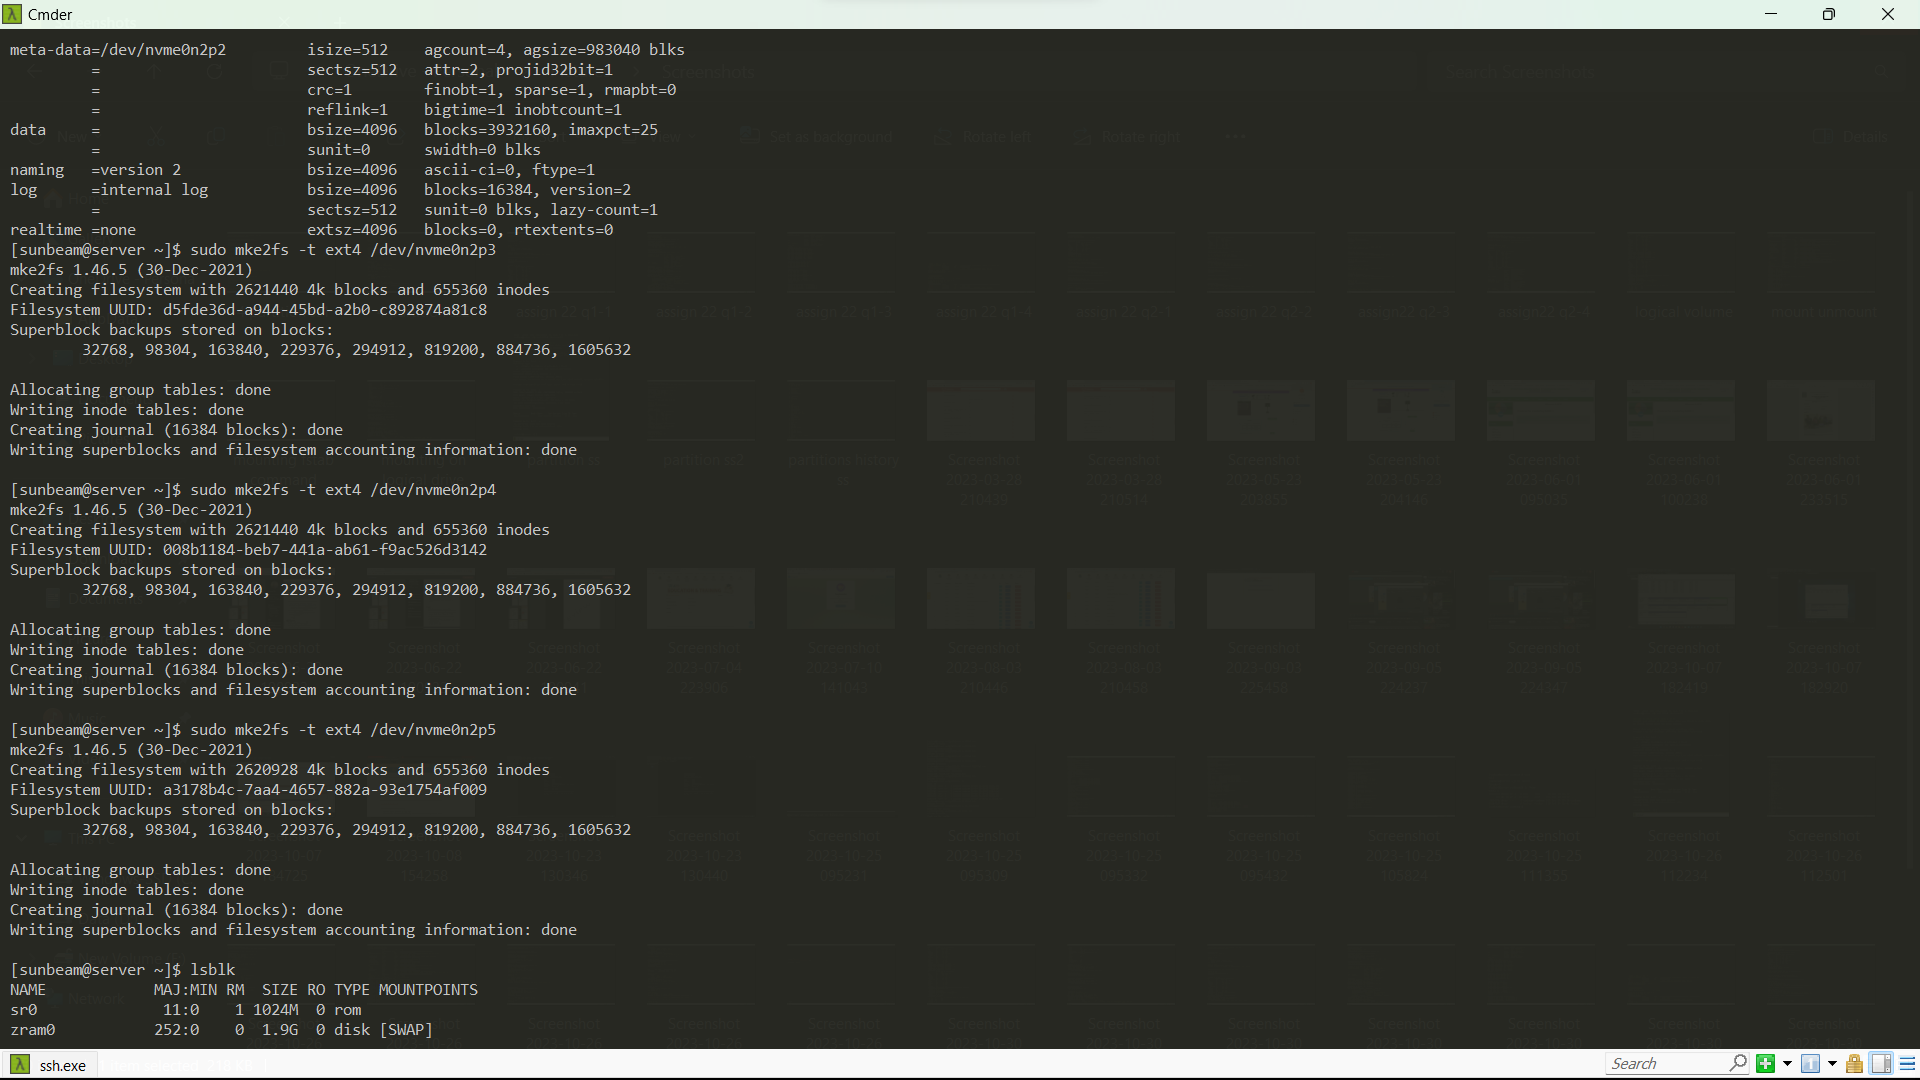 Cmder
meta-data=/dev/nvme0n2p2         isize=512    agcount=4, agsize=983040 blks
         =                       sectsz=512   attr=2, projid32bit=1
         =                       crc=1        finobt=1, sparse=1, rmapbt=0
         =                       reflink=1    bigtime=1 inobtcount=1
data     =                       bsize=4096   blocks=3932160, imaxpct=25
         =                       sunit=0      swidth=0 blks
naming   =version 2              bsize=4096   ascii-ci=0, ftype=1
log      =internal log           bsize=4096   blocks=16384, version=2
         =                       sectsz=512   sunit=0 blks, lazy-count=1
realtime =none                   extsz=4096   blocks=0, rtextents=0
[sunbeam@server ~]$ sudo mke2fs -t ext4 /dev/nvme0n2p3
mke2fs 1.46.5 (30-Dec-2021)
Creating filesystem with 2621440 4k blocks and 655360 inodes
Filesystem UUID: d5fde36d-a944-45bd-a2b0-c892874a81c8
Superblock backups stored on blocks:
        32768, 98304, 163840, 229376, 294912, 819200, 884736, 1605632

Allocating group tables: done
Writing inode tables: done
Creating journal (16384 blocks): done
Writing superblocks and filesystem accounting information: done

[sunbeam@server ~]$ sudo mke2fs -t ext4 /dev/nvme0n2p4
mke2fs 1.46.5 (30-Dec-2021)
Creating filesystem with 2621440 4k blocks and 655360 inodes
Filesystem UUID: 008b1184-beb7-441a-ab61-f9ac526d3142
Superblock backups stored on blocks:
        32768, 98304, 163840, 229376, 294912, 819200, 884736, 1605632

Allocating group tables: done
Writing inode tables: done
Creating journal (16384 blocks): done
Writing superblocks and filesystem accounting information: done

[sunbeam@server ~]$ sudo mke2fs -t ext4 /dev/nvme0n2p5
mke2fs 1.46.5 (30-Dec-2021)
Creating filesystem with 2620928 4k blocks and 655360 inodes
Filesystem UUID: a3178b4c-7aa4-4657-882a-93e1754af009
Superblock backups stored on blocks:
        32768, 98304, 163840, 229376, 294912, 819200, 884736, 1605632

Allocating group tables: done
Writing inode tables: done
Creating journal (16384 blocks): done
Writing superblocks and filesystem accounting information: done

[sunbeam@server ~]$ lsblk
NAME            MAJ:MIN RM  SIZE RO TYPE MOUNTPOINTS
sr0              11:0    1 1024M  0 rom
zram0           252:0    0  1.9G  0 disk [SWAP]
ssh.exe
Search